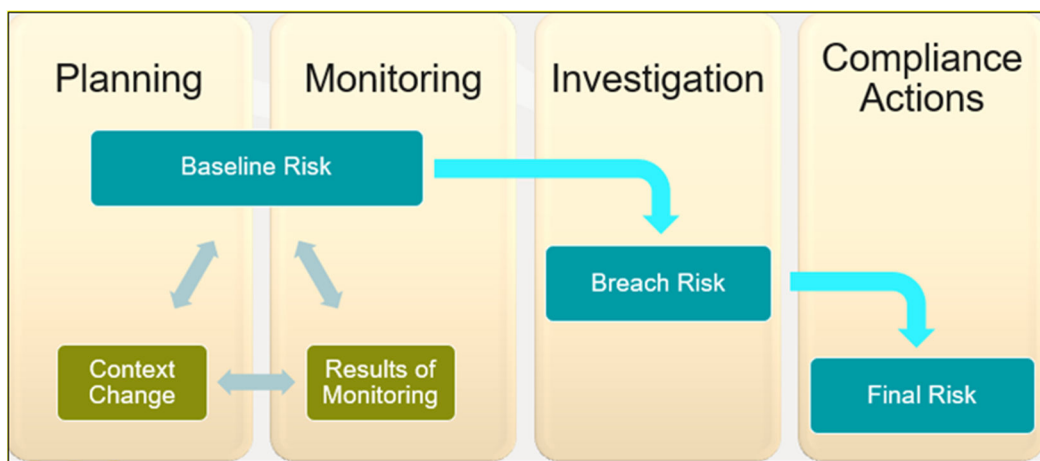 Planning
Monitoring
Investigation
Compliance
Actions
Baseline Risk
Breach Risk
Context
Change
Results of
Monitoring
Final Risk